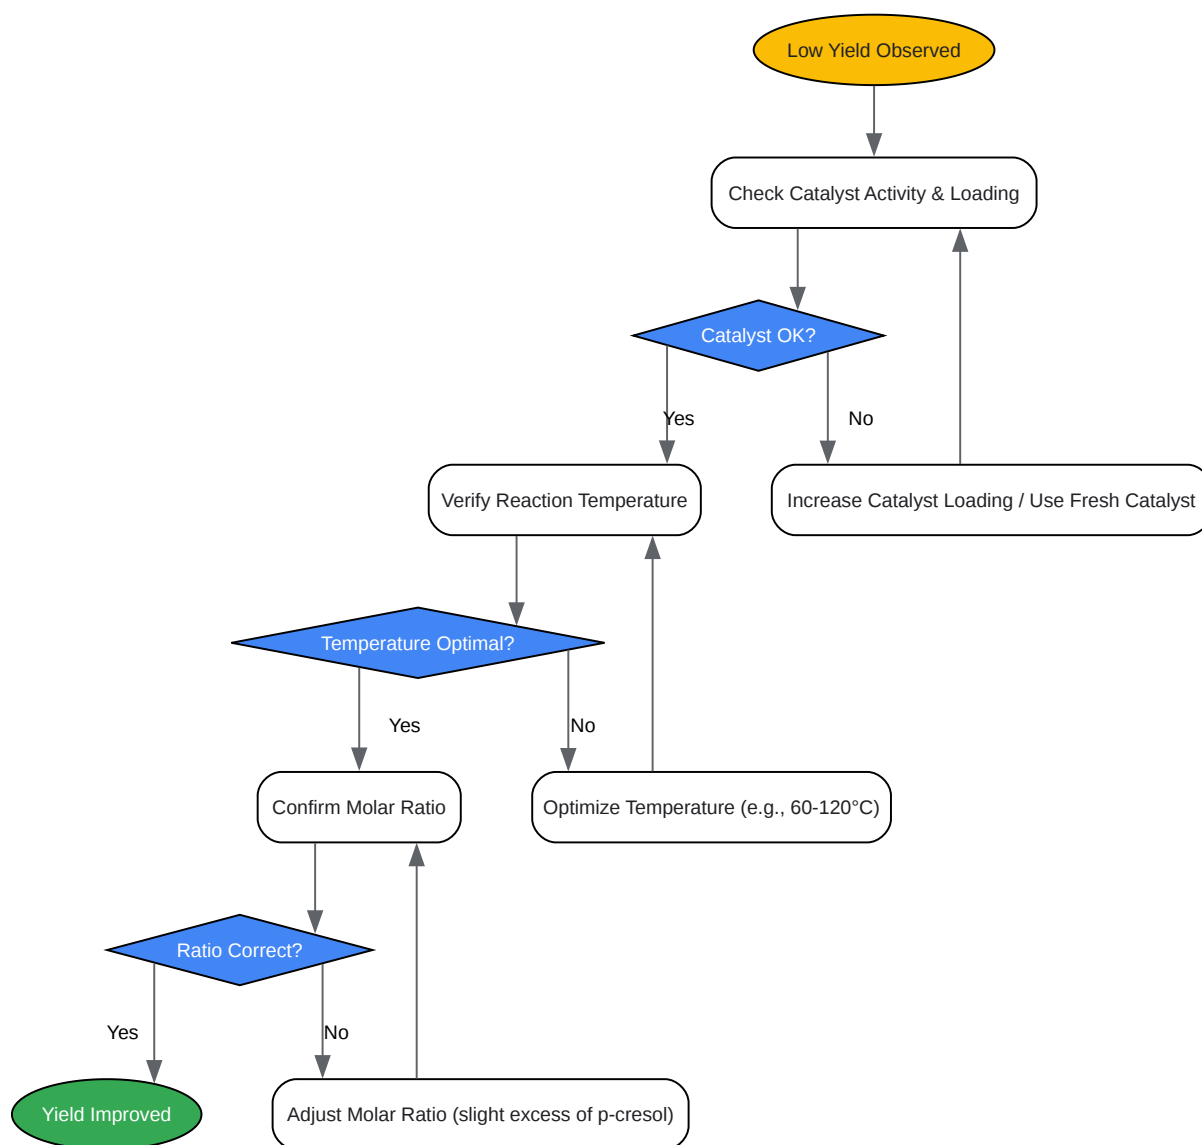 Low Yield Observed
Check Catalyst Activity & Loading
Catalyst OK?
Yes
No
Verify Reaction Temperature
Increase Catalyst Loading / Use Fresh Catalyst
Temperature Optimal?
Yes
No
Confirm Molar Ratio
Optimize Temperature (e.g., 60-120°C)
Ratio Correct?
Yes
No
Yield Improved
Adjust Molar Ratio (slight excess of p-cresol)